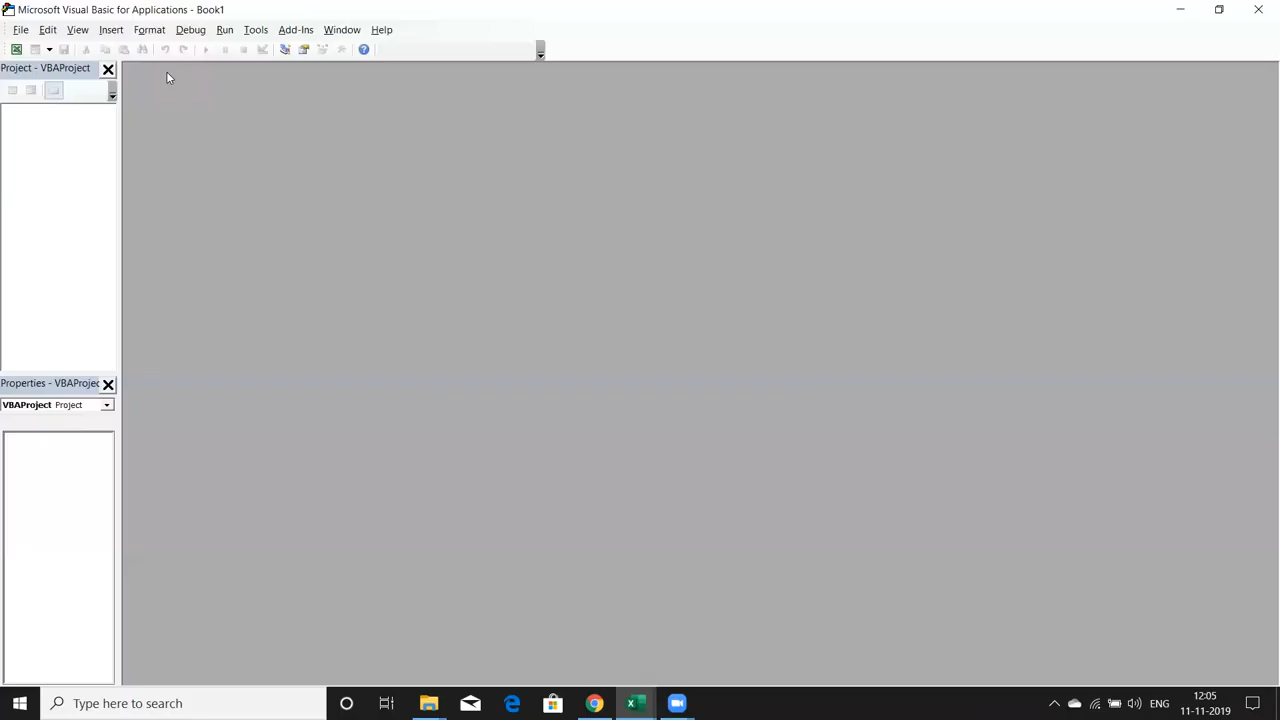 Microsoft Visual Basic for Applications - Book1
File Edit View Insert Format Debug Run Tools Add-Ins Window Help
Project - VBAProject
Properties - VBAProjec
VBAProject Project
Type here to search
ENG
12:05
11-11-2019